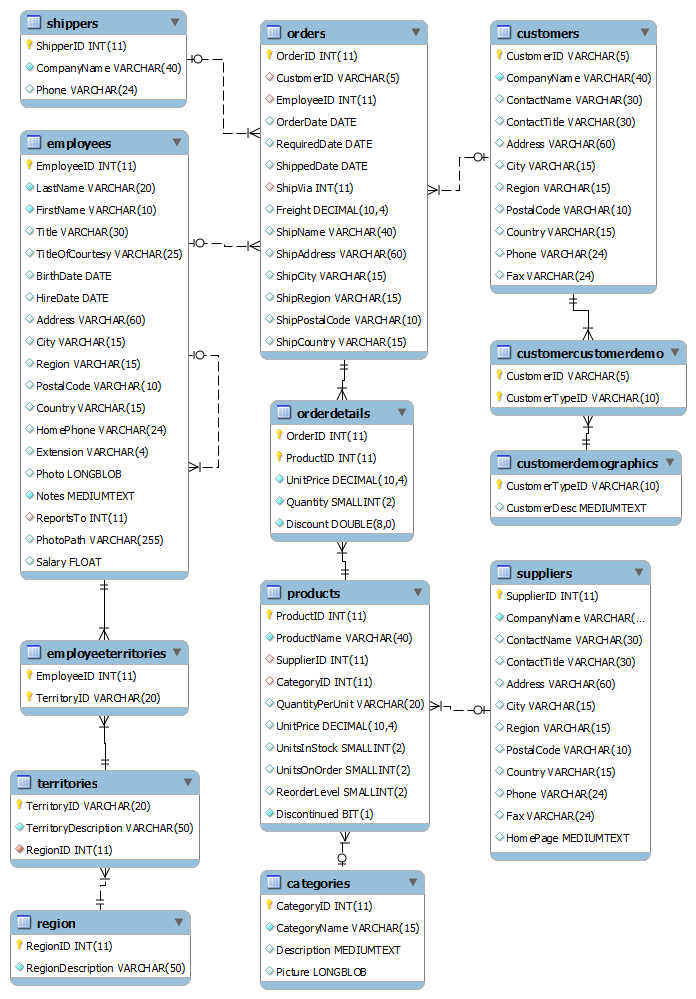 shippers
ShipperID INT(11)
CompanyName VARCHAR(40)
Phone VARCHAR(24)
employees
EmployeeID INT(11)
LastName VARCHAR(20)
FirstName VARCHAR(10)
Title VARCHAR(30)
TitleOfCourtesy VARCHAR(25)
BirthDate DATE
HireDate DATE
Address VARCHAR(60)
City VARCHAR(15)
Region VARCHAR(15)
PostalCode VARCHAR(10)
Country VARCHAR(15)
HomePhone VARCHAR(24)
Extension VARCHAR(4)
Photo LONGBLOB
Notes MEDIUMTEXT
ReportsTo INT(11)
PhotoPath VARCHAR(255)
Salary FLOAT
employeeterritories
EmployeeID INT(11)
TerritoryID VARCHAR(20)
territories
TerritoryID VARCHAR(20)
TerritoryDescription VARCHAR(50)
RegionID INT(11)
region
RegionID INT(11)
RegionDescription VARCHAR(50)
orders
OrderID INT(11)
CustomerID VARCHAR(5)
EmployeeID INT(11)
OrderDate DATE
RequiredDate DATE
ShippedDate DATE
ShipVia INT(11)
Freight DECIMAL(10,4)
ShipName VARCHAR(40)
ShipAddress VARCHAR(60)
ShipCity VARCHAR(15)
ShipRegion VARCHAR(15)
ShipPostalCode VARCHAR(10)
ShipCountry VARCHAR(15)
orderdetails
OrderID INT(11)
ProductID INT(11)
UnitPrice DECIMAL(10,4)
Quantity SMALLINT(2)
Discount DOUBLE(8,0)
products
ProductID INT(11)
ProductName VARCHAR(40)
SupplierID INT(11)
CategoryID INT(11)
QuantityPerUnit VARCHAR(20)
UnitPrice DECIMAL(10,4)
UnitsInStock SMALLINT(2)
UnitsOnOrder SMALLINT(2)
ReorderLevel SMALLINT(2)
Discontinued BIT(1)
categories
CategoryID INT(11)
CategoryName VARCHAR(15)
Description MEDIUMTEXT
Picture LONGBLOB
customers
CustomerID VARCHAR(5)
CompanyName VARCHAR(40)
ContactName VARCHAR(30)
ContactTitle VARCHAR(30)
Address VARCHAR(60)
City VARCHAR(15)
Region VARCHAR(15)
PostalCode VARCHAR(10)
Country VARCHAR(15)
Phone VARCHAR(24)
Fax VARCHAR(24)
customercustomerdemo
CustomerID VARCHAR(5)
CustomerTypeID VARCHAR(10)
customerdemographics
CustomerTypeID VARCHAR(10)
CustomerDesc MEDIUMTEXT
suppliers
SupplierID INT(11)
CompanyName VARCHAR(...
ContactName VARCHAR(30)
ContactTitle VARCHAR(30)
Address VARCHAR(60)
City VARCHAR(15)
Region VARCHAR(15)
PostalCode VARCHAR(10)
Country VARCHAR(15)
Phone VARCHAR(24)
Fax VARCHAR(24)
HomePage MEDIUMTEXT